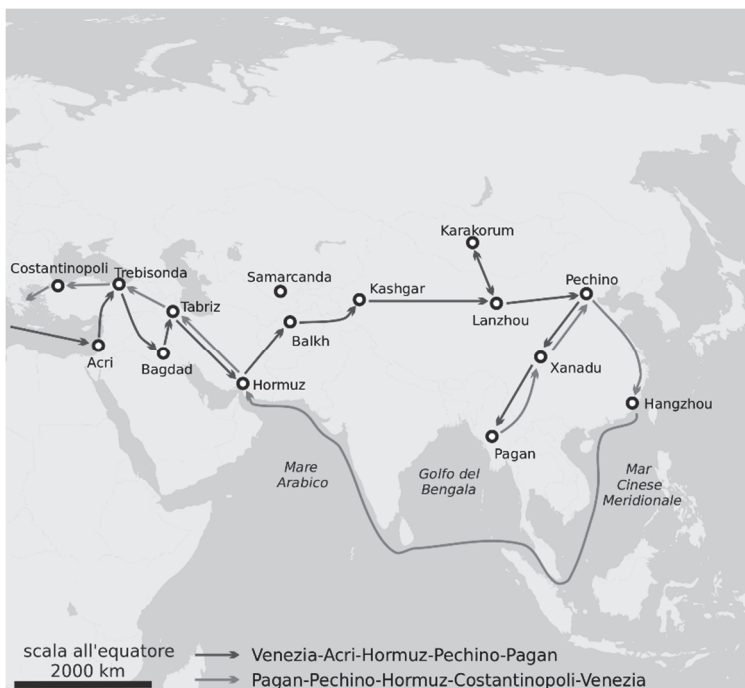 Karakorum
Costantinopoli
Trebisonda
Samarcanda
Pechino
Kashgar
Tabriz
Lanzhou
Balkh
Acri
Bagdad
Xanadu
Hormuz
Hangzhou
Pagan
Mare
Arabico
Golfo del
Bengala
Mar
Cinese
Meridionale
scala all'equatore
2000 km
Venezia-Acri-Hormuz-Pechino-Pagan
Pagan-Pechino-Hormuz-Costantinopoli-Venezia